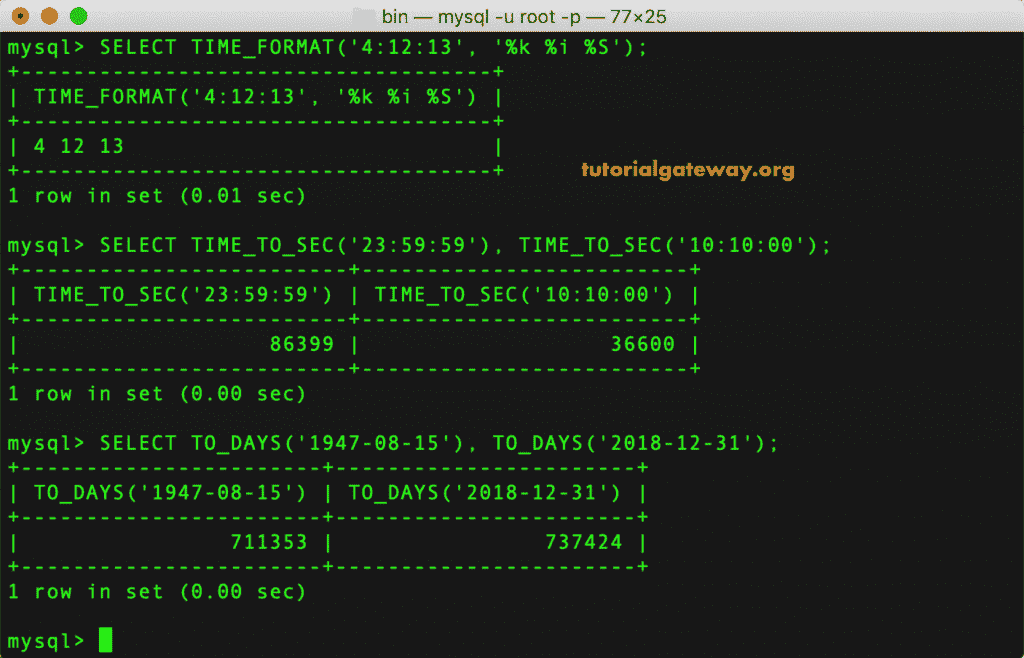 bin — mysql -u root -p — 77×25
mysql> SELECT TIME_FORMAT('4:12:13', '%k %i %S');
+------------------------------------+
| TIME_FORMAT('4:12:13', '%k %i %S') |
+------------------------------------+
| 4 12 13                            |
+------------------------------------+
tutorialgateway.org
1 row in set (0.01 sec)
mysql> SELECT TIME_TO_SEC('23:59:59'), TIME_TO_SEC('10:10:00');
+-------------------------+-------------------------+
| TIME_TO_SEC('23:59:59') | TIME_TO_SEC('10:10:00') |
+-------------------------+-------------------------+
|                   86399 |                   36600 |
+-------------------------+-------------------------+
1 row in set (0.00 sec)
mysql> SELECT TO_DAYS('1947-08-15'), TO_DAYS('2018-12-31');
+-----------------------+-----------------------+
| TO_DAYS('1947-08-15') | TO_DAYS('2018-12-31') |
+-----------------------+-----------------------+
|                711353 |                737424 |
+-----------------------+-----------------------+
1 row in set (0.00 sec)
mysql>